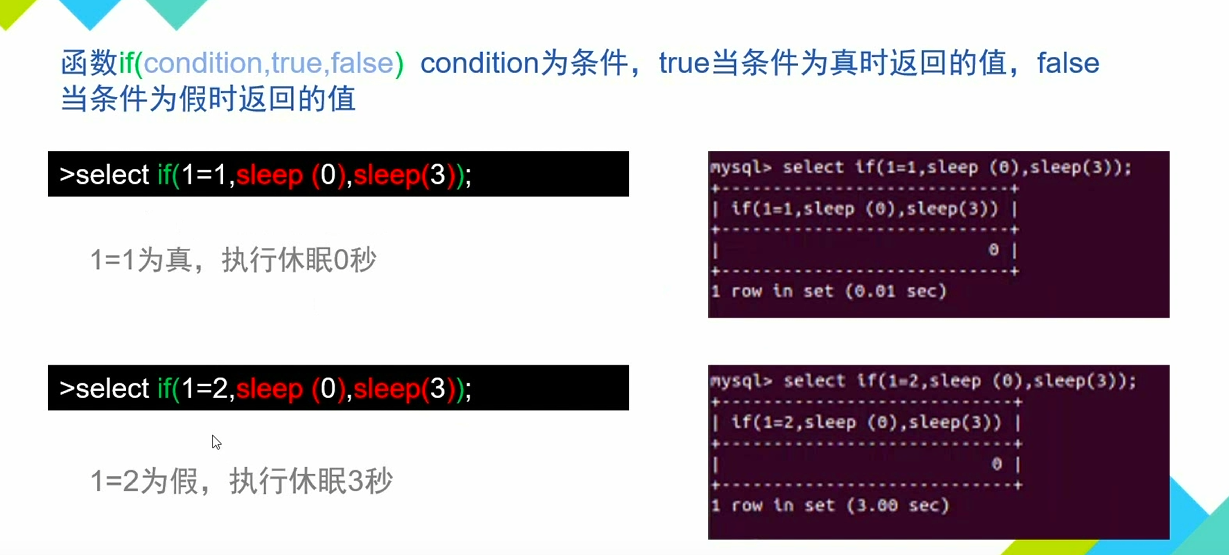 函数if(condition,true,false) condition为条件，true当条件为真时返回的值，false
当条件为假时返回的值
>select if(1=1,sleep (0),sleep(3));
1=1为真，执行休眠0秒
mysql> select if(1=1,sleep (0),sleep(3));
+----------------------------+
| if(1=1,sleep (0),sleep(3)) |
+----------------------------+
|                          0 |
+----------------------------+
1 row in set (0.01 sec)
>select if(1=2,sleep (0),sleep(3));
1=2为假，执行休眠3秒
mysql> select if(1=2,sleep (0),sleep(3));
+----------------------------+
| if(1=2,sleep (0),sleep(3)) |
+----------------------------+
|                          0 |
+----------------------------+
1 row in set (3.00 sec)